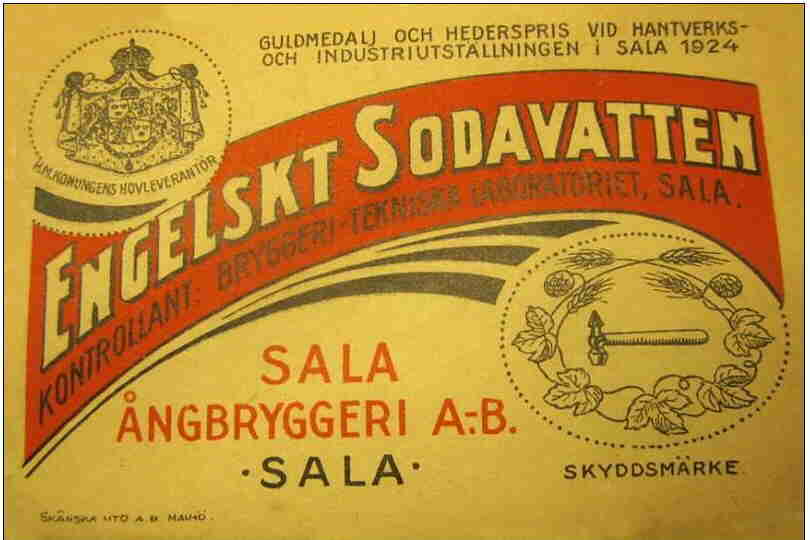 GULDMEDALJ OCH HEDERSPRIS VID HANTVERKS-
OCH INDUSTRIUTSTÄLLNINGEN i SALA 1924
H.M.KONUNGENS HOVLEVERANTÖR
ENGELSKT SODAVATTEN
KONTROLLANT: BRYGGERI-TEKNISKA LABORATORIET, SALA.
SALA
ÅNGBRYGGERI A.-B.
·SALA·
SKYDDSMÄRKE
SKÅNSKA LITO A.B. MALMÖ.